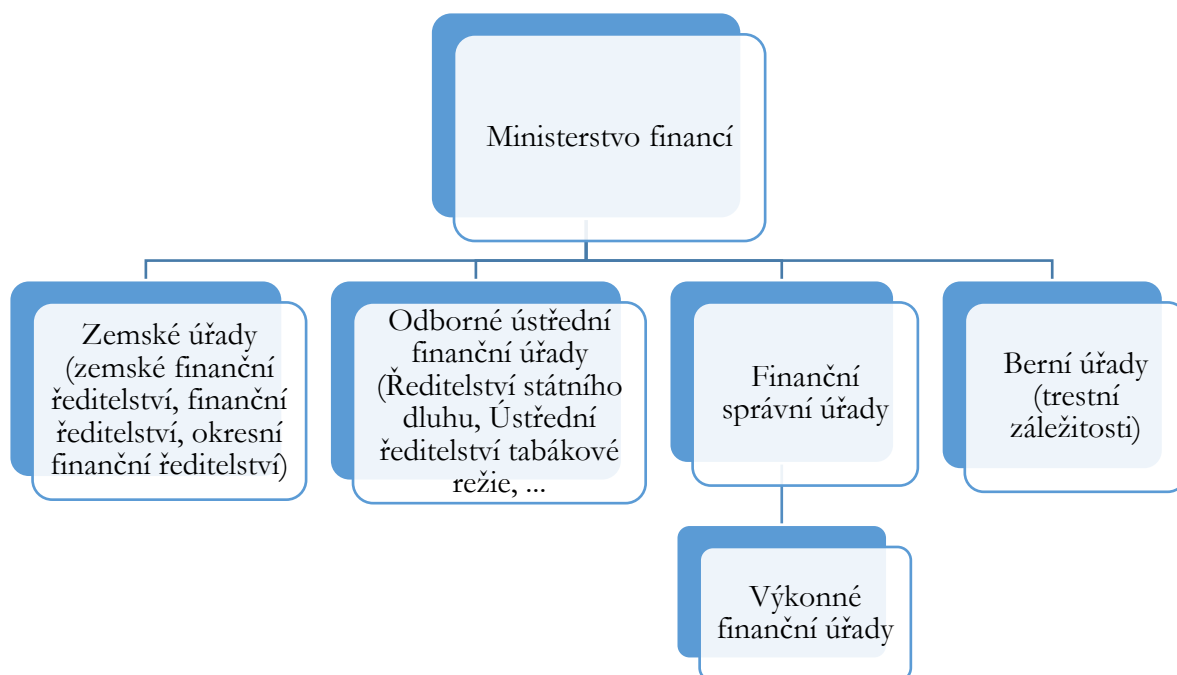 Ministerstvo financí
Zemské úřady
(zemské finanční
ředitelství, finanční
ředitelství, okresní
finanční ředitelství)
Odborné ústřední
finanční úřady
(Ředitelství státního
dluhu, Ústřední
ředitelství tabákové
režie, ...
Finanční
správní úřady
Berní úřady
(trestní
záležitosti)
Výkonné
finanční úřady